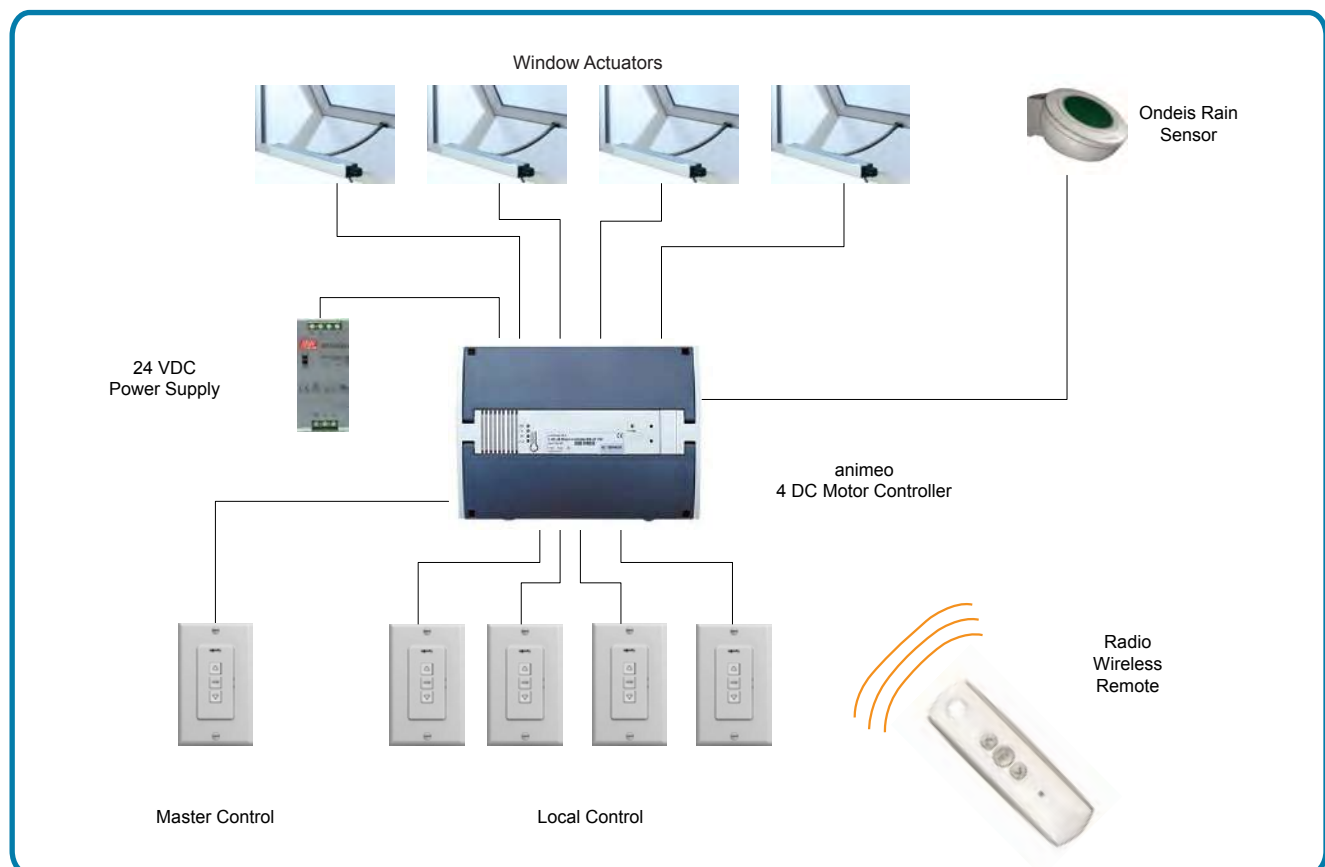 Window Actuators
Ondeis Rain
Sensor
24 VDC
Power Supply
animeo
4 DC Motor Controller
Radio
Wireless
Remote
Master Control
Local Control